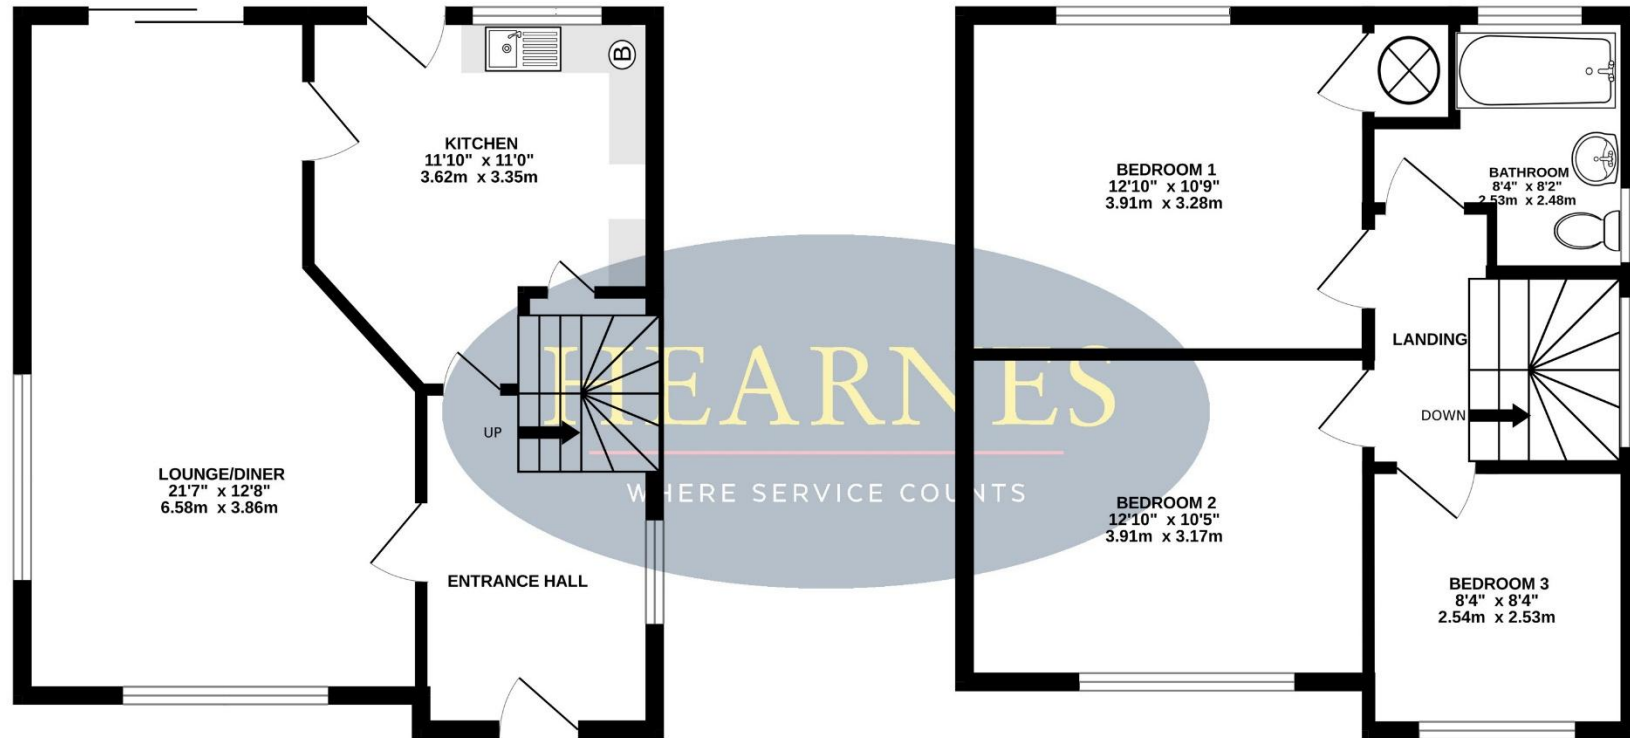 KITCHEN
11'10" x 11'0"
3.62m x 3.35m
B
LOUNGE/DINER
21'7" x 12'8"
6.58m x 3.86m
UP
ENTRANCE HALL
BEDROOM 1
12'10" x 10'9"
3.91m x 3.28m
BATHROOM
8'4" x 8'2"
2.53m x 2.48m
LANDING
DOWN
BEDROOM 2
12'10" x 10'5"
3.91m x 3.17m
BEDROOM 3
8'4" x 8'4"
2.54m x 2.53m
HEARNES
WHERE SERVICE COUNTS